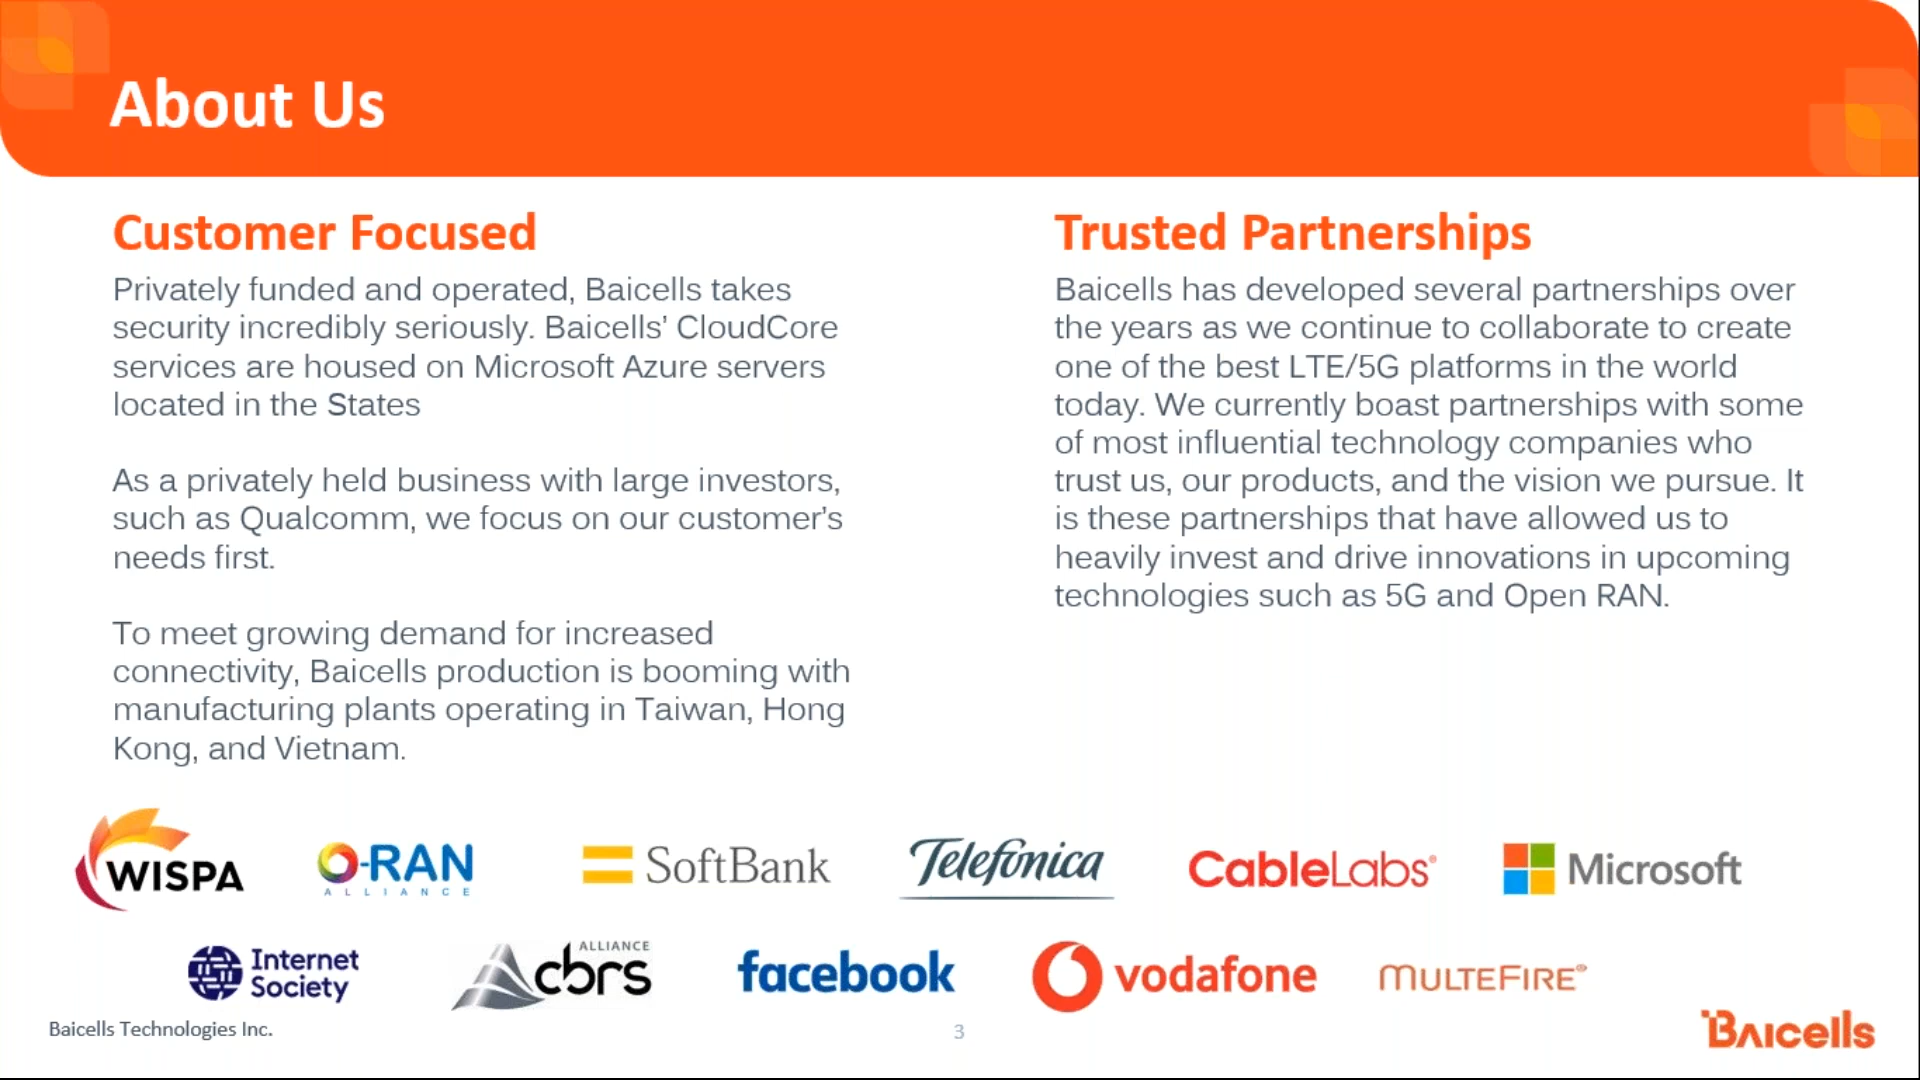 About Us
Customer Focused
Privately funded and operated, Baicells takes
security incredibly seriously. Baicells’ CloudCore
services are housed on Microsoft Azure servers
located in the States
As a privately held business with large investors,
such as Qualcomm, we focus on our customer’s
needs first.
To meet growing demand for increased
connectivity, Baicells production is booming with
manufacturing plants operating in Taiwan, Hong
Kong, and Vietnam.
Trusted Partnerships
Baicells has developed several partnerships over
the years as we continue to collaborate to create
one of the best LTE/5G platforms in the world
today. We currently boast partnerships with some
of most influential technology companies who
trust us, our products, and the vision we pursue. It
is these partnerships that have allowed us to
heavily invest and drive innovations in upcoming
technologies such as 5G and Open RAN.
WISPA
O-RAN
ALLIANCE
SoftBank
Telefónica
CableLabs®
Microsoft
Internet
Society
ALLIANCE
cbrs
facebook
vodafone
MULTEFIRE®
Baicells Technologies Inc.
3
BAIcells